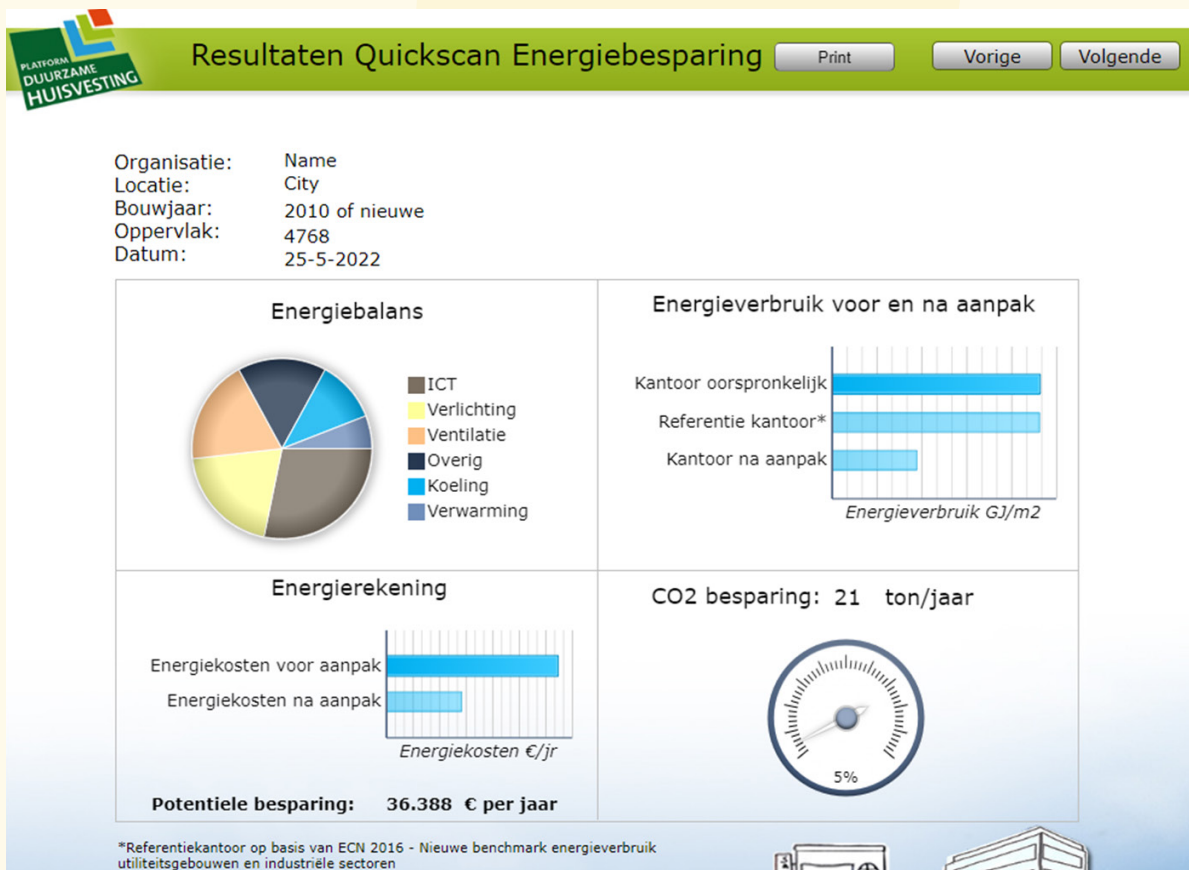 PLATFORM
DUURZAME
HUISVESTING
Resultaten Quickscan Energiebesparing
Print
Vorige
Volgende
Organisatie: Name
Locatie: City
Bouwjaar: 2010 of nieuwe
Oppervlak: 4768
Datum: 25-5-2022
Energiebalans
ICT
Verlichting
Ventilatie
Overig
Koeling
Verwarming
Energieverbruik voor en na aanpak
Kantoor oorspronkelijk
Referentie kantoor*
Kantoor na aanpak
Energieverbruik GJ/m2
Energierekening
Energiekosten voor aanpak
Energiekosten na aanpak
Energiekosten €/jr
Potentiele besparing: 36.388 € per jaar
CO2 besparing: 21 ton/jaar
5%
*Referentiekantoor op basis van ECN 2016 - Nieuwe benchmark energieverbruik
utiliteitsgebouwen en industriële sectoren